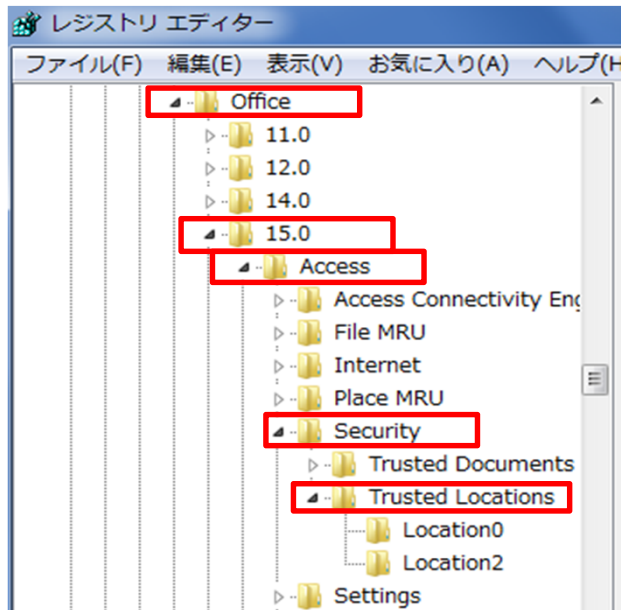 レジストリ エディター
ファイル(F) 編集(E) 表示(V) お気に入り(A) ヘルプ(H
Office
11.0
12.0
14.0
15.0
Access
Access Connectivity Eng
File MRU
Internet
Place MRU
Security
Trusted Documents
Trusted Locations
Location0
Location2
Settings